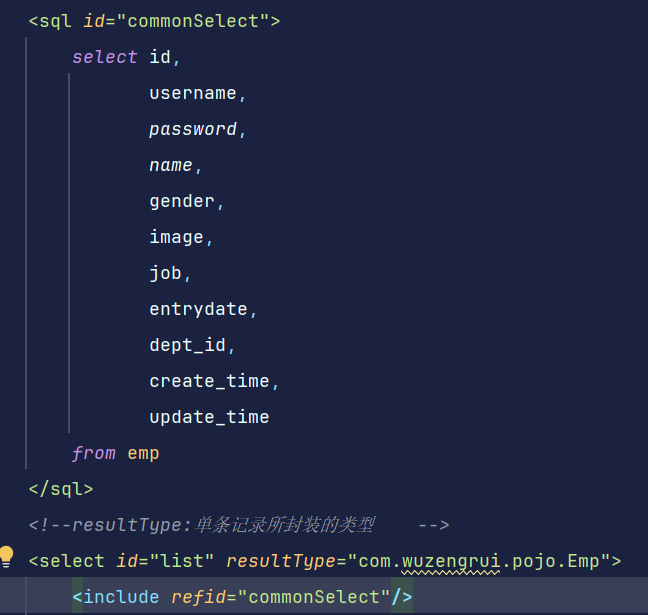 <sql id="commonSelect">
select id,
username,
password,
name,
gender,
image,
job,
entrydate,
dept_id,
create_time,
update_time
from emp
</sql>
<!--resultType:单条记录所封装的类型    -->
<select id="list" resultType="com.wuzengrui.pojo.Emp">
<include refid="commonSelect"/>